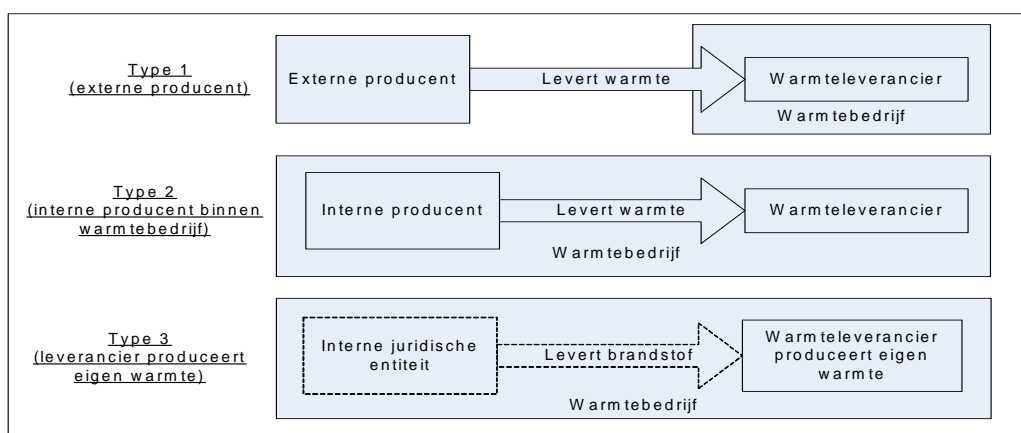 Type 1
(externe producent)
Externe producent
Levert warmte
Warmteleverancier
Warmtebedrijf
Type 2
(interne producent binnen
warmtebedrijf)
Interne producent
Levert warmte
Warmteleverancier
Warmtebedrijf
Type 3
(leverancier produceert
eigen warmte)
Interne juridische
entiteit
Levert brandstof
Warmteleverancier
produceert eigen
warmte
Warmtebedrijf